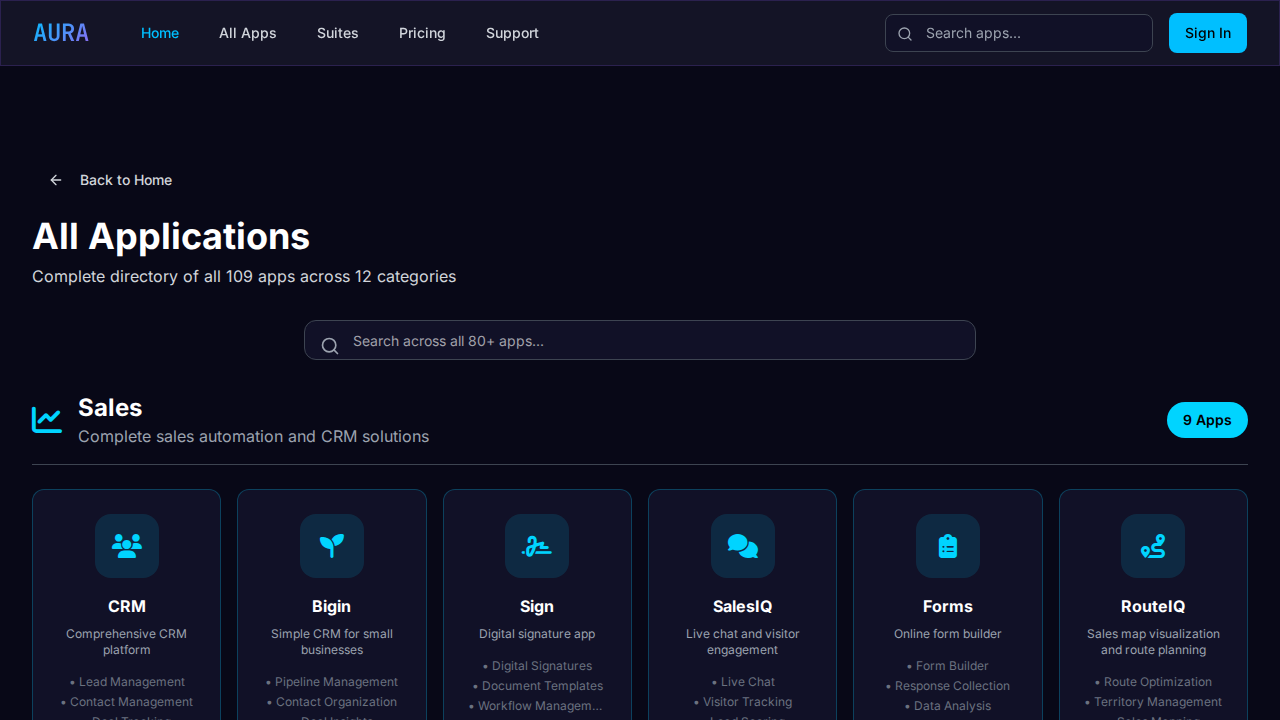 AURA Home All Apps Suites Pricing Support Search apps... Sign In
Back to Home
All Applications
Complete directory of all 109 apps across 12 categories
Search across all 80+ apps...
Sales
Complete sales automation and CRM solutions
9 Apps
CRM
Comprehensive CRM
platform
• Lead Management
• Contact Management
Bigin
Simple CRM for small
businesses
• Pipeline Management
• Contact Organization
Sign
Digital signature app
• Digital Signatures
• Document Templates
• Workflow Managem...
SalesIQ
Live chat and visitor
engagement
• Live Chat
• Visitor Tracking
Forms
Online form builder
• Form Builder
• Response Collection
• Data Analysis
RouteIQ
Sales map visualization
and route planning
• Route Optimization
• Territory Management